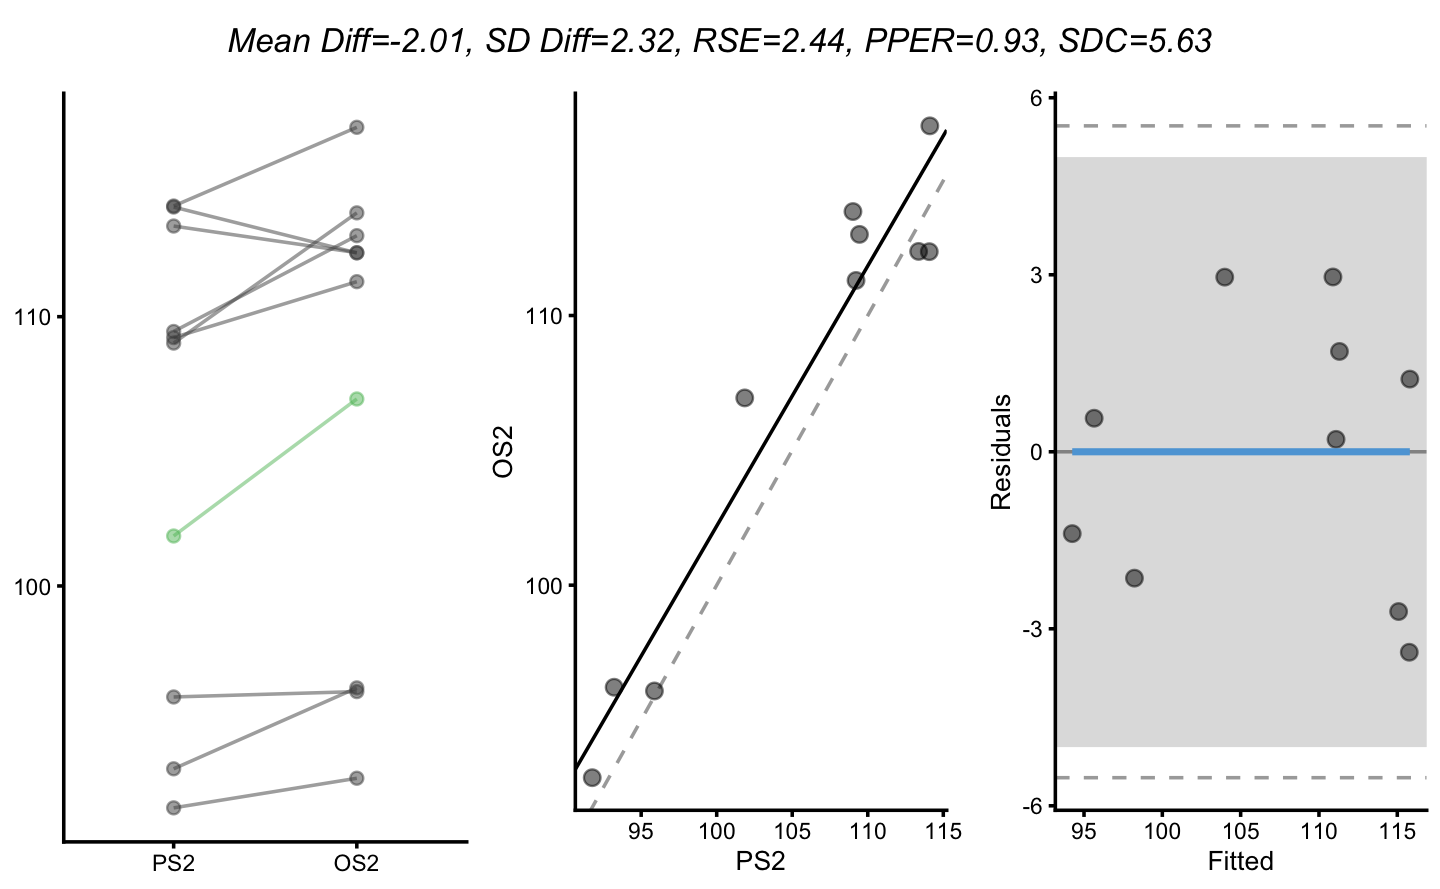 Mean Diff=-2.01, SD Diff=2.32, RSE=2.44, PPER=0.93, SDC=5.63
110
100
PS2 OS2
OS2
110
100
95 100 105 110 115
PS2
Residuals
6
3
0
-3
-6
95 100 105 110 115
Fitted